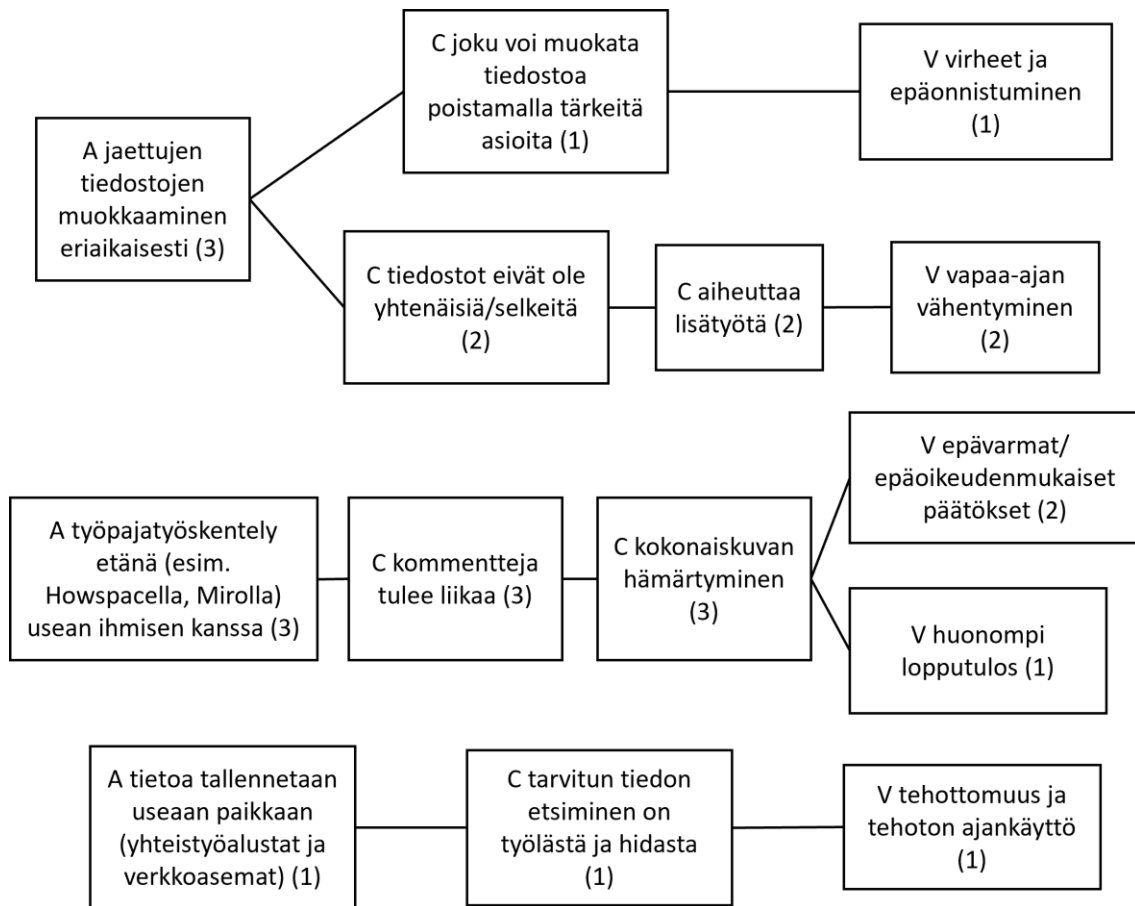 A jaettujen
tiedostojen
muokkaaminen
eriaikaisesti (3)
C joku voi muokata
tiedostoa
poistamalla tärkeitä
asioita (1)
V virheet ja
epäonnistuminen
(1)
C tiedostot eivät ole
yhtenäisiä/selkeitä
(2)
C aiheuttaa
lisätyötä (2)
V vapaa-ajan
vähentyminen
(2)
A työpajatyöskentely
etänä (esim.
Howspacella, Mirolla)
usean ihmisen kanssa (3)
C kommentteja
tulee liikaa (3)
C kokonaiskuvan
hämärtyminen
(3)
V epävarmat/
epäoikeudenmukaiset
päätökset (2)
V huonompi
lopputulos (1)
A tietoa tallennetaan
useaan paikkaan
(yhteistyöalustat ja
verkkoasemat) (1)
C tarvitun tiedon
etsiminen on
työlästä ja hidasta
(1)
V tehottomuus ja
tehoton ajankäyttö
(1)